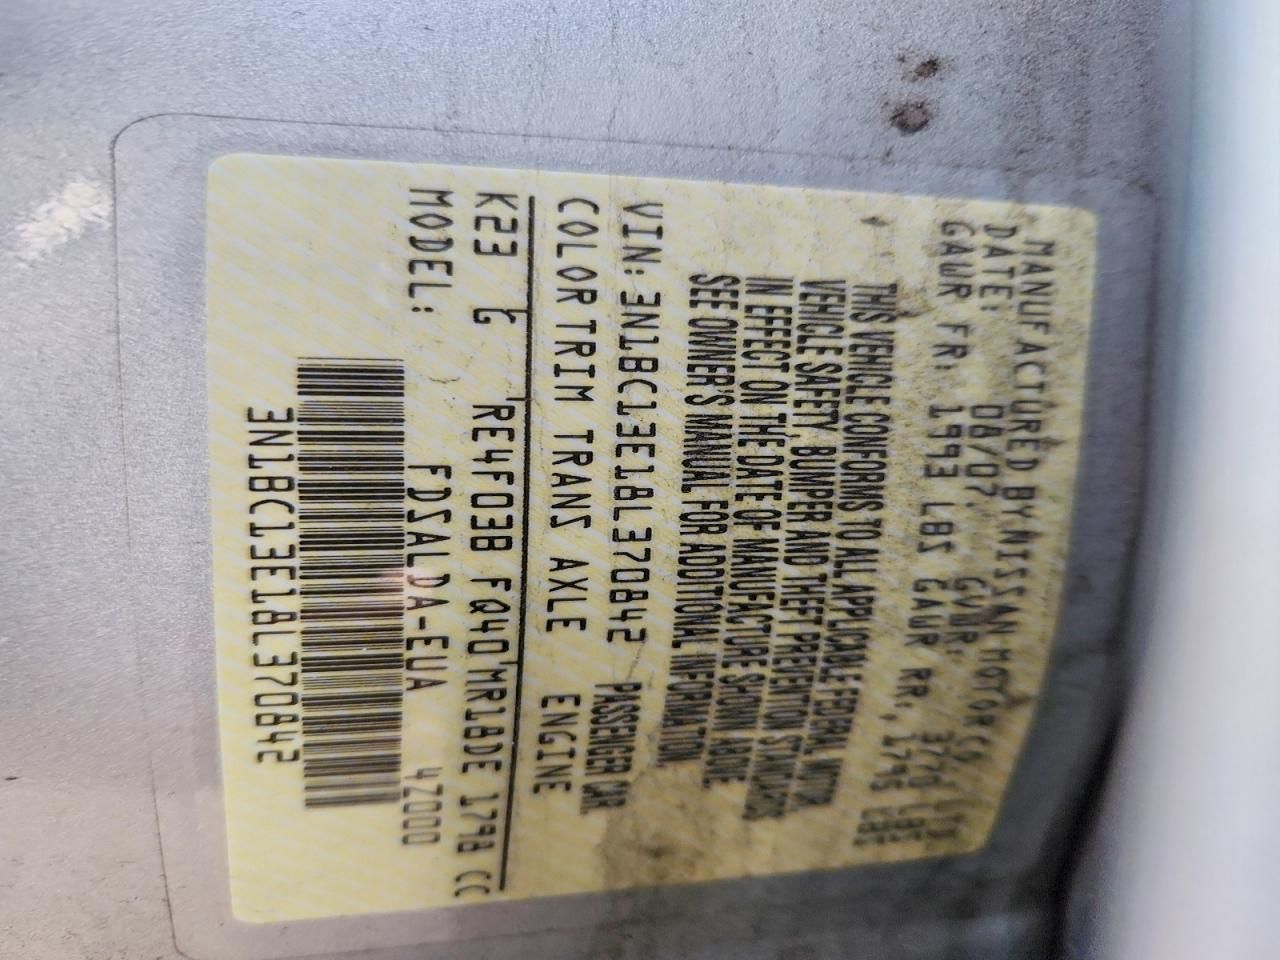 MANUFACTURED BY NISSAN MOTOR CO., LTD.
DATE: 06/07 GVWR: 3770 LBS
GAWR FR: 1993 LBS GAWR RR: 1795 LBS
THIS VEHICLE CONFORMS TO ALL APPLICABLE FEDERAL MOTOR
VEHICLE SAFETY, BUMPER AND THEFT PREVENTION STANDARDS
IN EFFECT ON THE DATE OF MANUFACTURE SHOWN ABOVE
SEE OWNER'S MANUAL FOR ADDITIONAL INFORMATION
VIN: 3N1BC13E18L370842 PASSENGER CAR
COLOR TRIM TRANS AXLE ENGINE
K23 G RE4F03B FQ40 MR18DE 1798 CC
MODEL: FDSALDA-EUA 4Z000
3N1BC13E18L370842